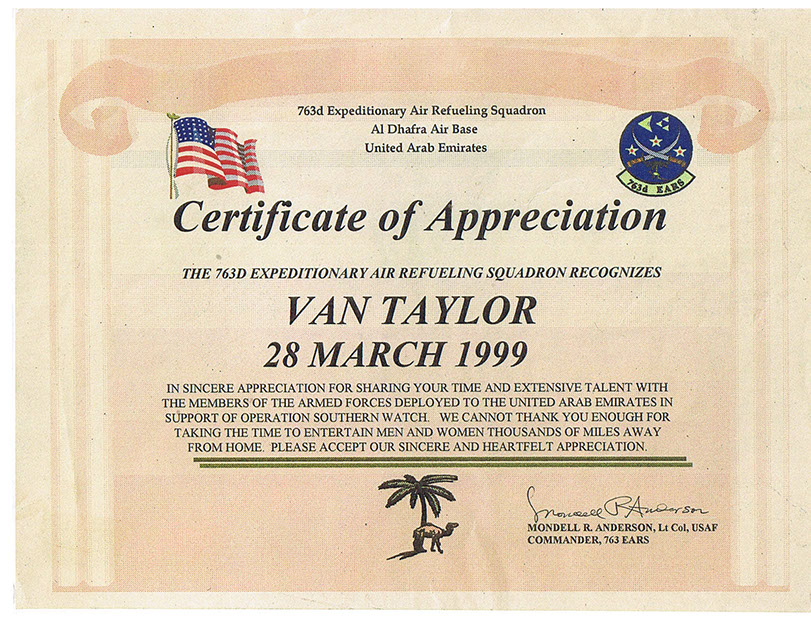 763d Expeditionary Air Refueling Squadron
Al Dhafra Air Base
United Arab Emirates
763d EARS
Certificate of Appreciation
THE 763D EXPEDITIONARY AIR REFUELING SQUADRON RECOGNIZES
VAN TAYLOR
28 MARCH 1999
IN SINCERE APPRECIATION FOR SHARING YOUR TIME AND EXTENSIVE TALENT WITH
THE MEMBERS OF THE ARMED FORCES DEPLOYED TO THE UNITED ARAB EMIRATES IN
SUPPORT OF OPERATION SOUTHERN WATCH. WE CANNOT THANK YOU ENOUGH FOR
TAKING THE TIME TO ENTERTAIN MEN AND WOMEN THOUSANDS OF MILES AWAY
FROM HOME. PLEASE ACCEPT OUR SINCERE AND HEARTFELT APPRECIATION.
Mondell R Anderson
MONDELL R. ANDERSON, Lt Col, USAF
COMMANDER, 763 EARS